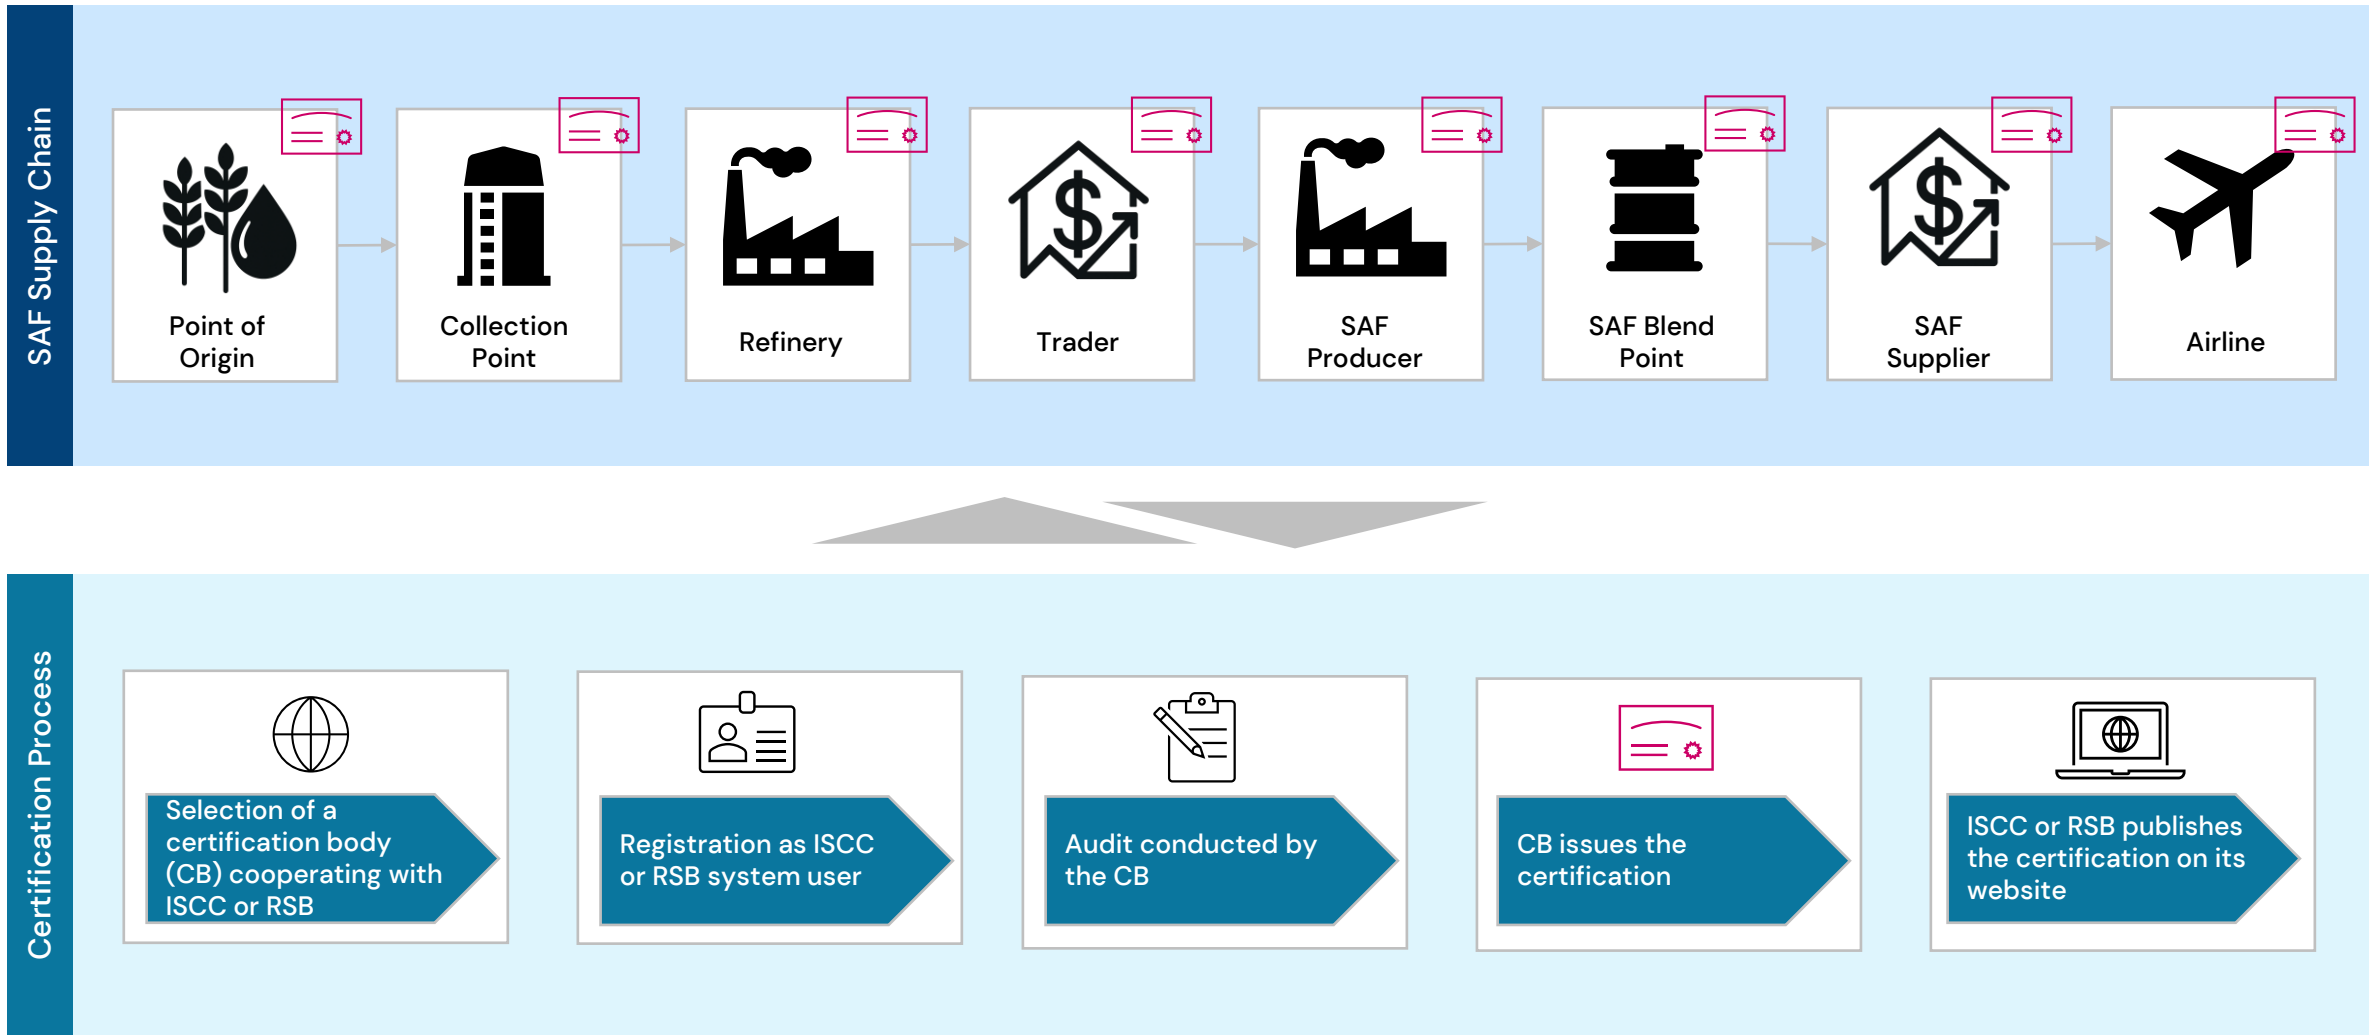 SAF Supply Chain
Point of
Origin
Collection
Point
Refinery
Trader
SAF
Producer
SAF Blend
Point
SAF
Supplier
Airline
Certification Process
Selection of a
certification body
(CB) cooperating with
ISCC or RSB
Registration as ISCC
or RSB system user
Audit conducted by
the CB
CB issues the
certification
ISCC or RSB publishes
the certification on its
website